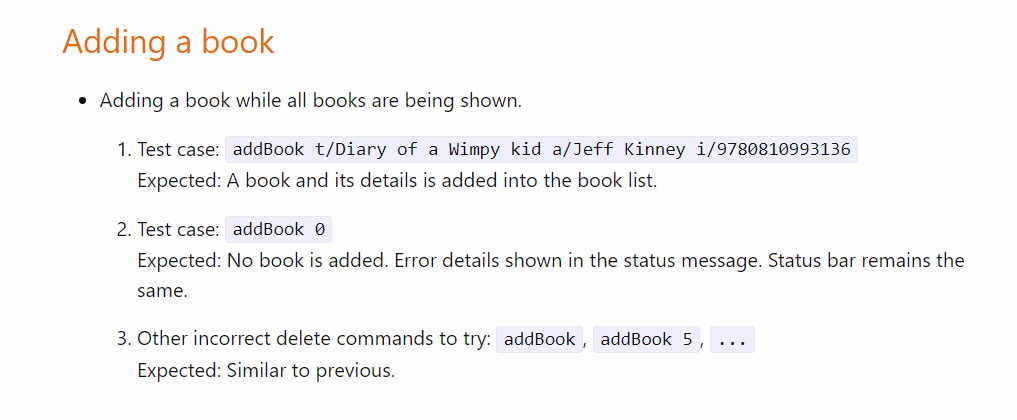 Adding a book
• Adding a book while all books are being shown.
1. Test case: addBook t/Diary of a Wimpy kid a/Jeff Kinney i/9780810993136
Expected: A book and its details is added into the book list.
2. Test case: addBook 0
Expected: No book is added. Error details shown in the status message. Status bar remains the
same.
3. Other incorrect delete commands to try: addBook, addBook 5, ...
Expected: Similar to previous.